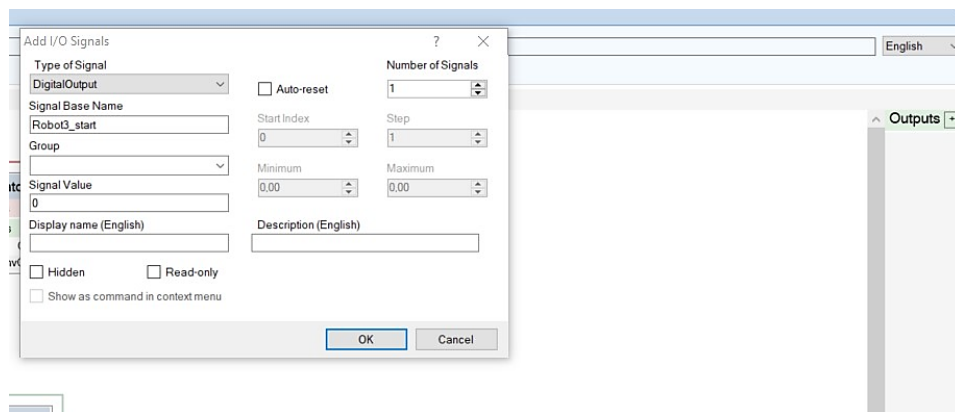 Add I/O Signals
?
English
Type of Signal
Number of Signals
DigitalOutput
Auto-reset
1
Signal Base Name
Start Index
Step
Outputs
Robot3_start
0
1
Group
Minimum
Maximum
0,00
0,00
Signal Value
0
Display name (English)
Description (English)
Hidden
Read-only
Show as command in context menu
OK
Cancel